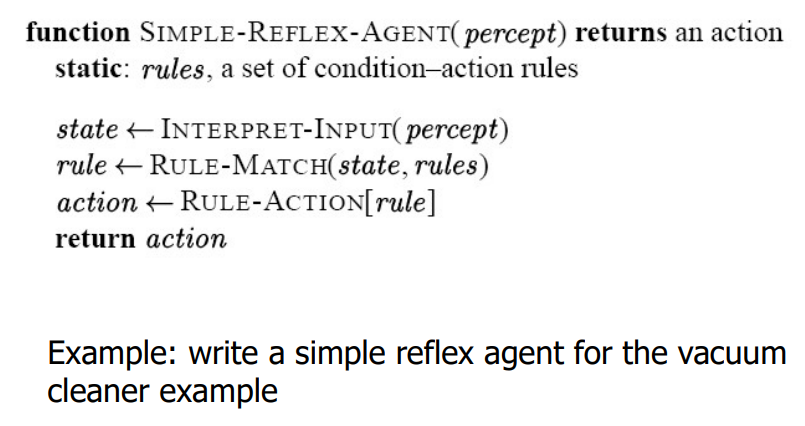 function SIMPLE-REFLEX-AGENT(percept) returns an action
static: rules, a set of condition–action rules
state ← INTERPRET-INPUT(percept)
rule ← RULE-MATCH(state, rules)
action ← RULE-ACTION[rule]
return action
Example: write a simple reflex agent for the vacuum
cleaner example